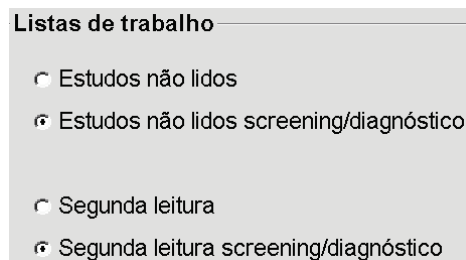 Listas de trabalho
Estudos não lidos
Estudos não lidos screening/diagnóstico
Segunda leitura
Segunda leitura screening/diagnóstico